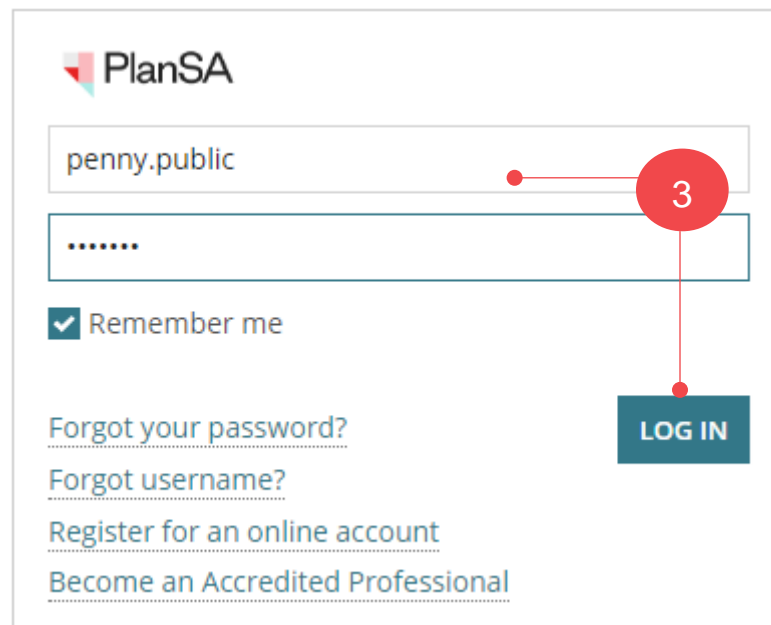 PlanSA
penny.public
3
•••••••
Remember me
Forgot your password?
LOG IN
Forgot username?
Register for an online account
Become an Accredited Professional